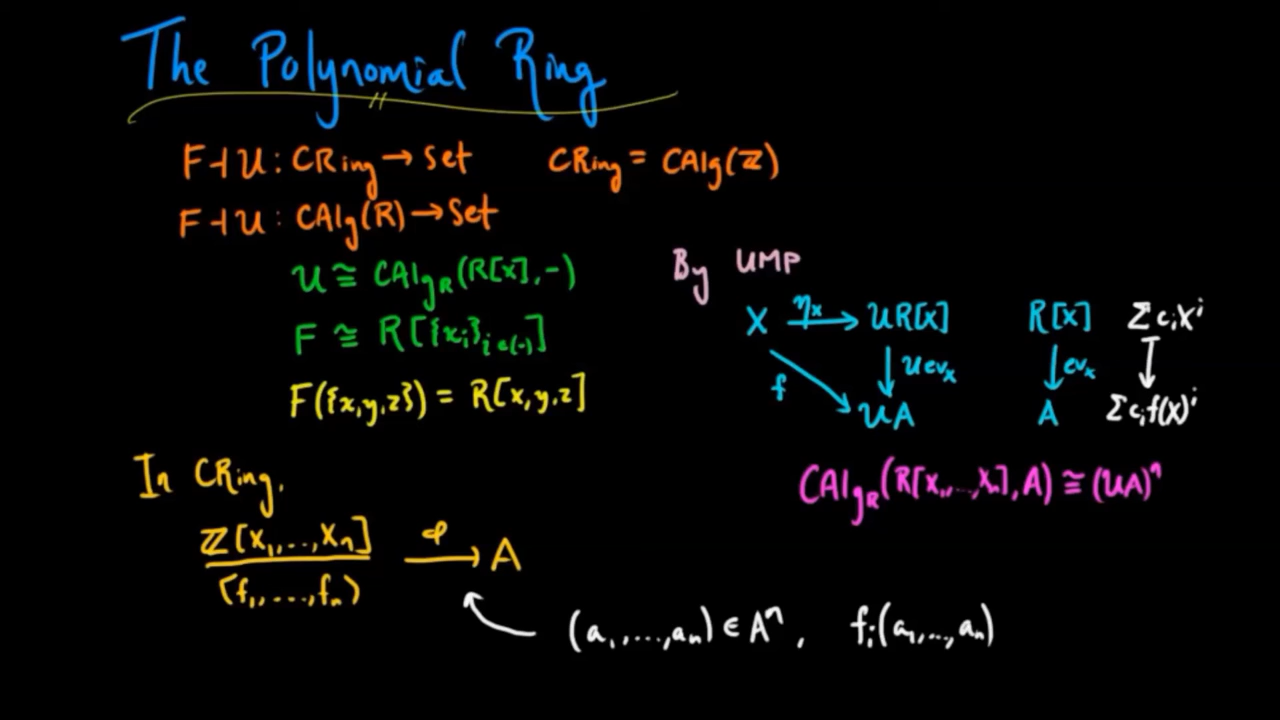 The Polynomial Ring
F ⊣ U : CRing → Set    CRing = CAlg(ℤ)
F ⊣ U : CAlg(R) → Set
U ≅ CAlg_R(R[x], -)
F ≅ R[{x_i}_{i∈(-)}]
F({x,y,z}) = R[x,y,z]
By UMP
X —η_x→ UR[x]    R[x]    Σc_iX^i
f    ↓ U ev_x    ↓ ev_x    ↓
UA    A    Σc_if(X)^i
CAlg_R(R[x_1,...,x_n], A) ≅ (UA)^n
In CRing,
ℤ[x_1,...,x_n]
φ → A
(f_1,...,f_n)
(a_1,...,a_n) ∈ A^n,    f_i(a_1,...,a_n)